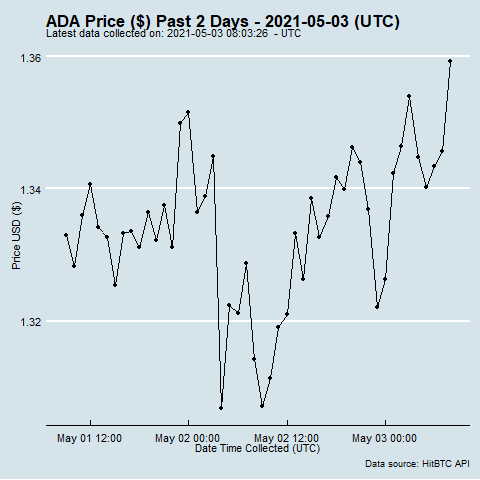 ADA Price ($) Past 2 Days - 2021-05-03 (UTC)
Latest data collected on: 2021-05-03 08:03:26 - UTC
1.36
1.34
1.32
Price USD ($)
May 01 12:00 May 02 00:00 May 02 12:00 May 03 00:00
Date Time Collected (UTC)
Data source: HitBTC API